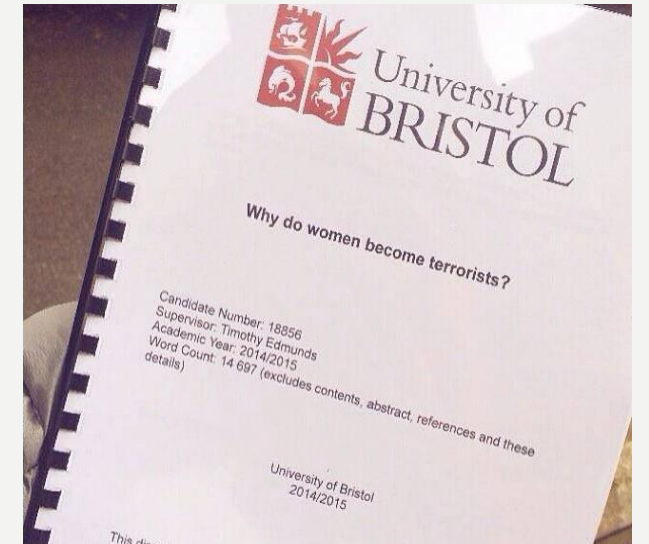 University of
BRISTOL
Why do women become terrorists?
Candidate Number: 18856
Supervisor: Timothy Edmunds
Academic Year: 2014/2015
Word Count: 14 697 (excludes contents, abstract, references and these
details)
University of Bristol
2014/2015
This